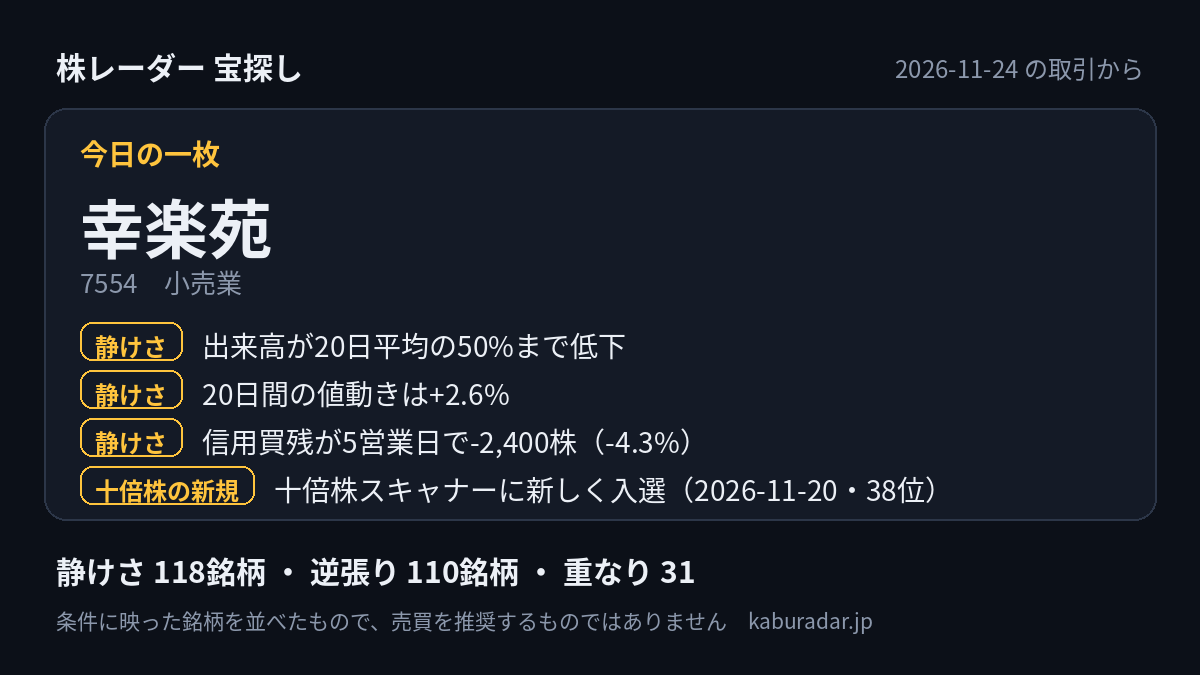 株レーダー 宝探し
2026-11-24 の取引から
今日の一枚
幸楽苑
7554 小売業
静けさ 出来高が20日平均の50%まで低下
静けさ 20日間の値動きは+2.6%
静けさ 信用買残が5営業日で-2,400株（-4.3%）
十倍株の新規 十倍株スキャナーに新しく入選（2026-11-20・38位）
静けさ 118銘柄 ・ 逆張り 110銘柄 ・ 重なり 31
条件に映った銘柄を並べたもので、売買を推奨するものではありません kaburadar.jp